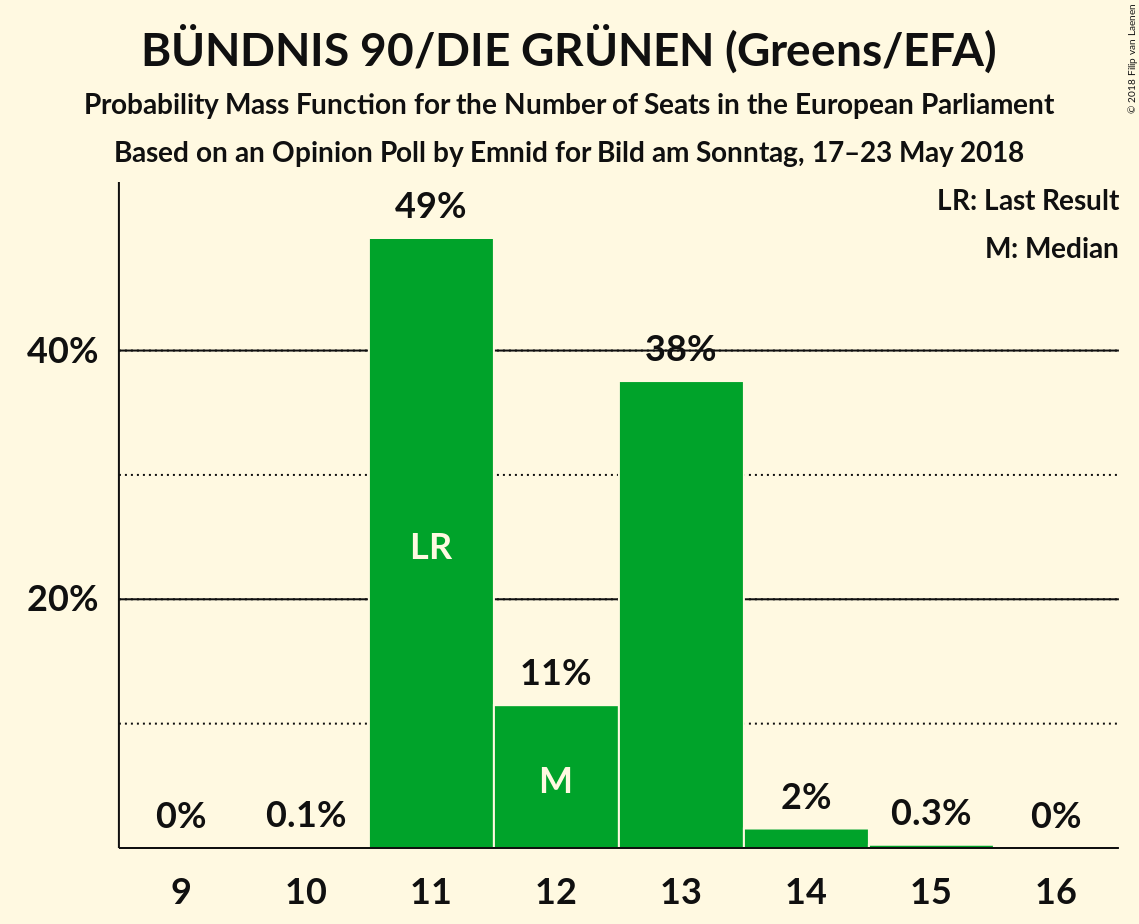 BÜNDNIS 90/DIE GRÜNEN (Greens/EFA)
Probability Mass Function for the Number of Seats in the European Parliament
Based on an Opinion Poll by Emnid for Bild am Sonntag, 17–23 May 2018
© 2018 Filip van Laenen
LR: Last Result
M: Median
49%
40%
38%
LR
20%
11%
M
0% 0.1% 2% 0.3% 0%
9 10 11 12 13 14 15 16